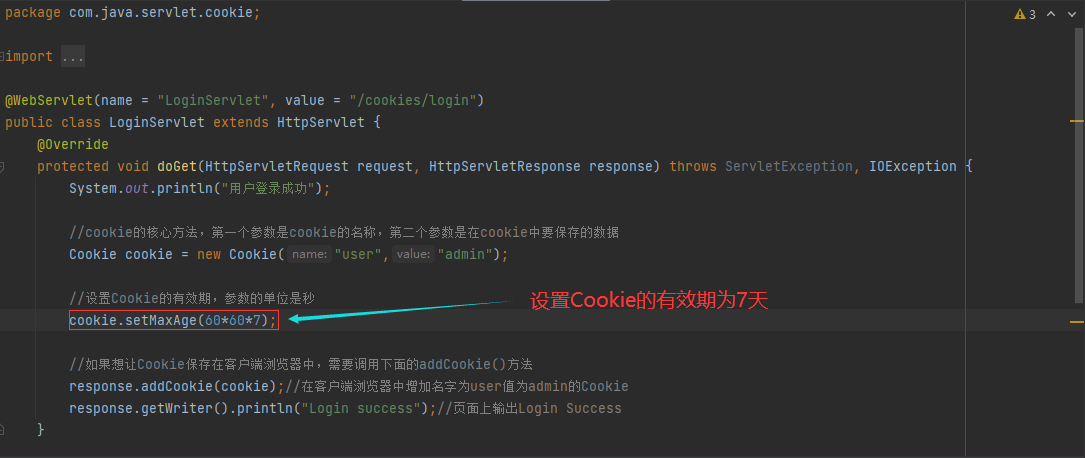 package com.java.servlet.cookie;
3
import ...
@WebServlet(name = "LoginServlet", value = "/cookies/login")
public class LoginServlet extends HttpServlet {
@Override
protected void doGet(HttpServletRequest request, HttpServletResponse response) throws ServletException, IOException {
System.out.println("用户登录成功");
//cookie的核心方法，第一个参数是cookie的名称，第二个参数是在cookie中要保存的数据
Cookie cookie = new Cookie( name: "user", value: "admin");
//设置Cookie的有效期，参数的单位是秒
设置Cookie的有效期为7天
cookie.setMaxAge(60*60*7);
//如果想让Cookie保存在客户端浏览器中，需要调用下面的addCookie()方法
response.addCookie(cookie);//在客户端浏览器中增加名字为user值为admin的Cookie
response.getWriter().println("Login success");//页面上输出Login Success
}